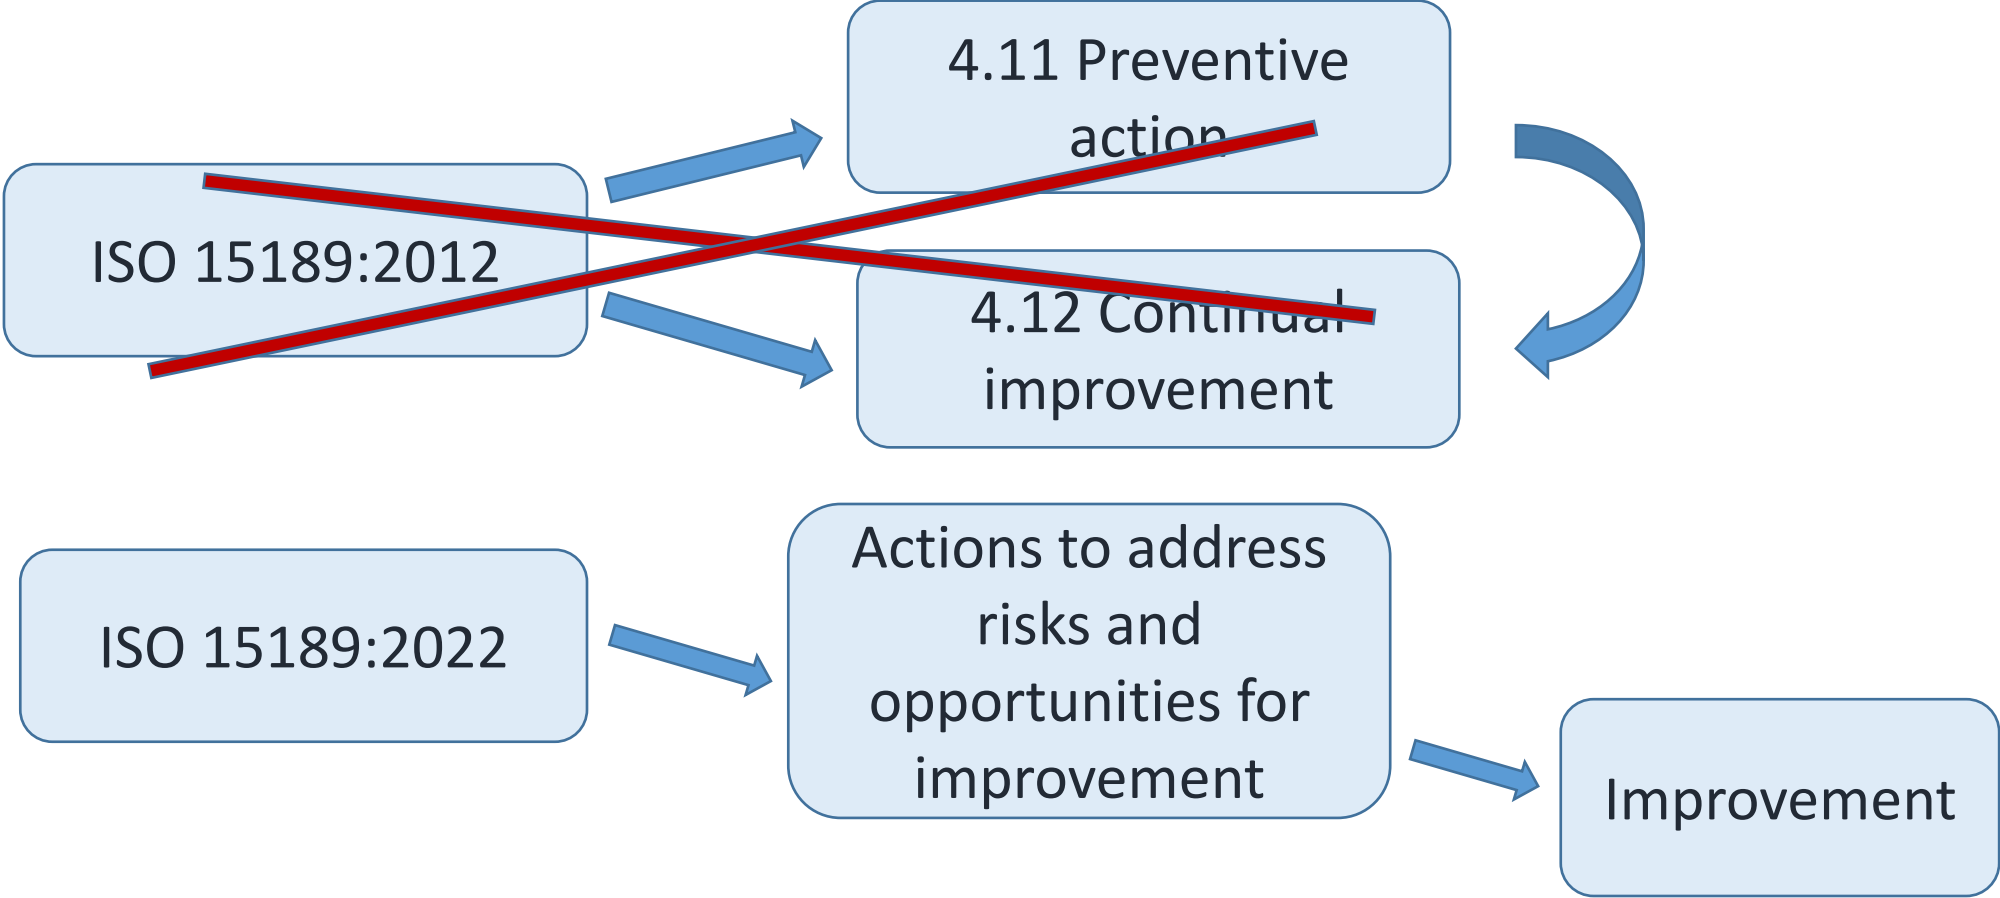 4.11 Preventive
action
ISO 15189:2012
4.12 Continual
improvement
ISO 15189:2022
Actions to address
risks and
opportunities for
improvement
Improvement